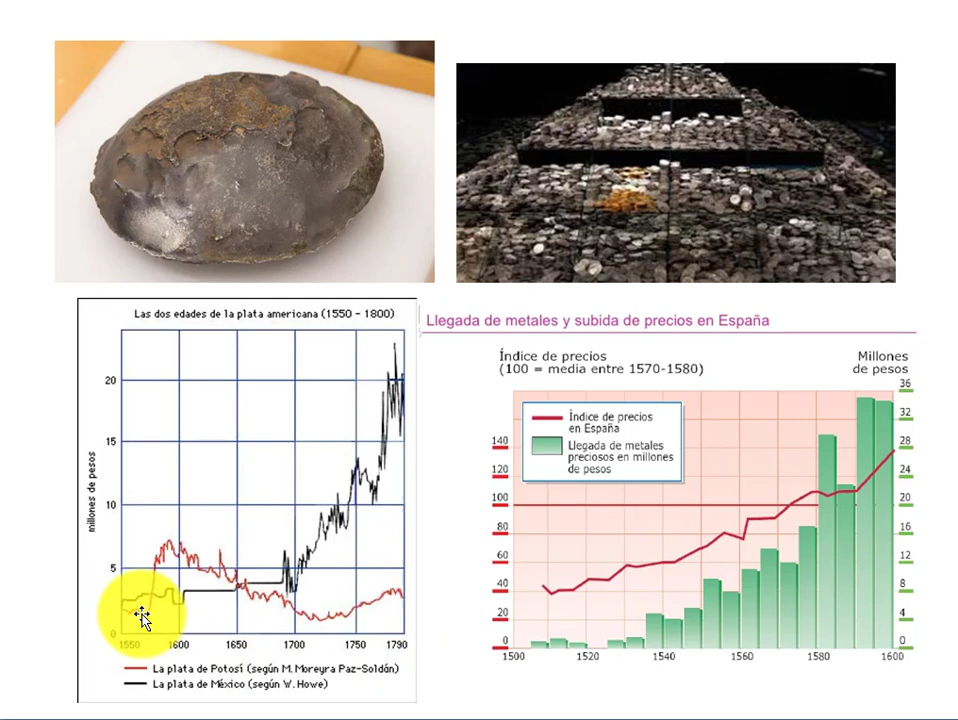 Las dos edades de la plata americana (1550 - 1800)
millones de pesos
20
15
10
5
0
1550 1600 1650 1700 1750 1790
La plata de Potosí (según M. Moreyra Paz-Soldán)
La plata de México (según W. Howe)
Llegada de metales y subida de precios en España
Índice de precios
(100 = media entre 1570-1580)
Millones
de pesos
Índice de precios
en España
Llegada de metales
preciosos en millones
de pesos
140
120
100
80
60
40
20
0
36
32
28
24
20
16
12
8
4
0
1500 1520 1540 1560 1580 1600